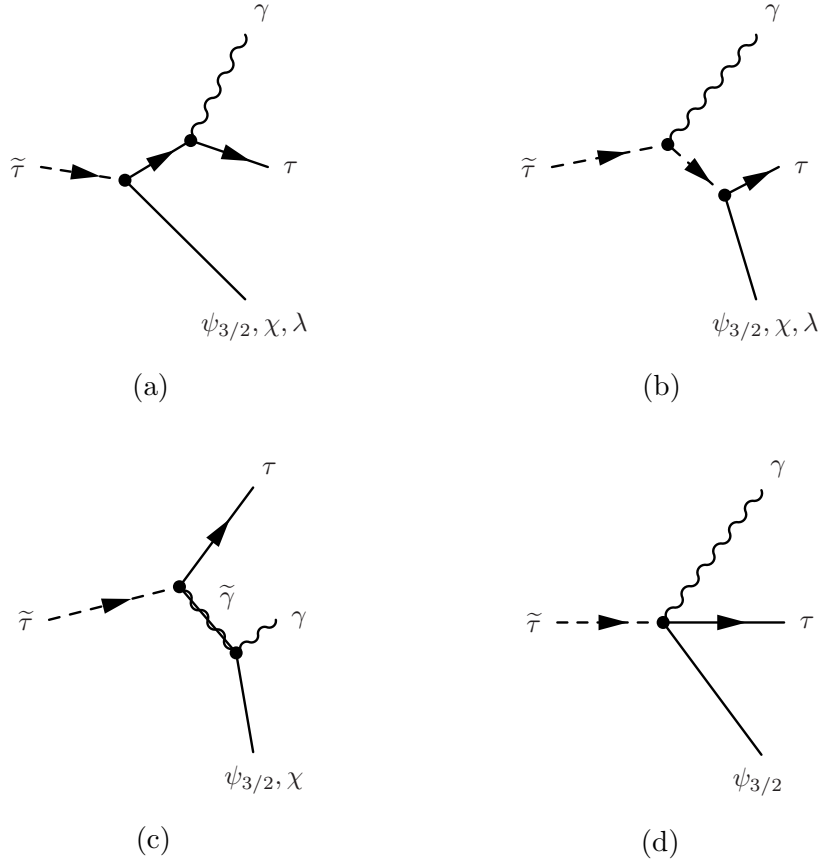 γ
γ
τ̃
τ
τ̃
τ
ψ3/2, χ, λ
ψ3/2, χ, λ
(a)
(b)
τ
γ
γ̃
τ̃
γ
τ̃
τ
ψ3/2, χ
ψ3/2
(c)
(d)